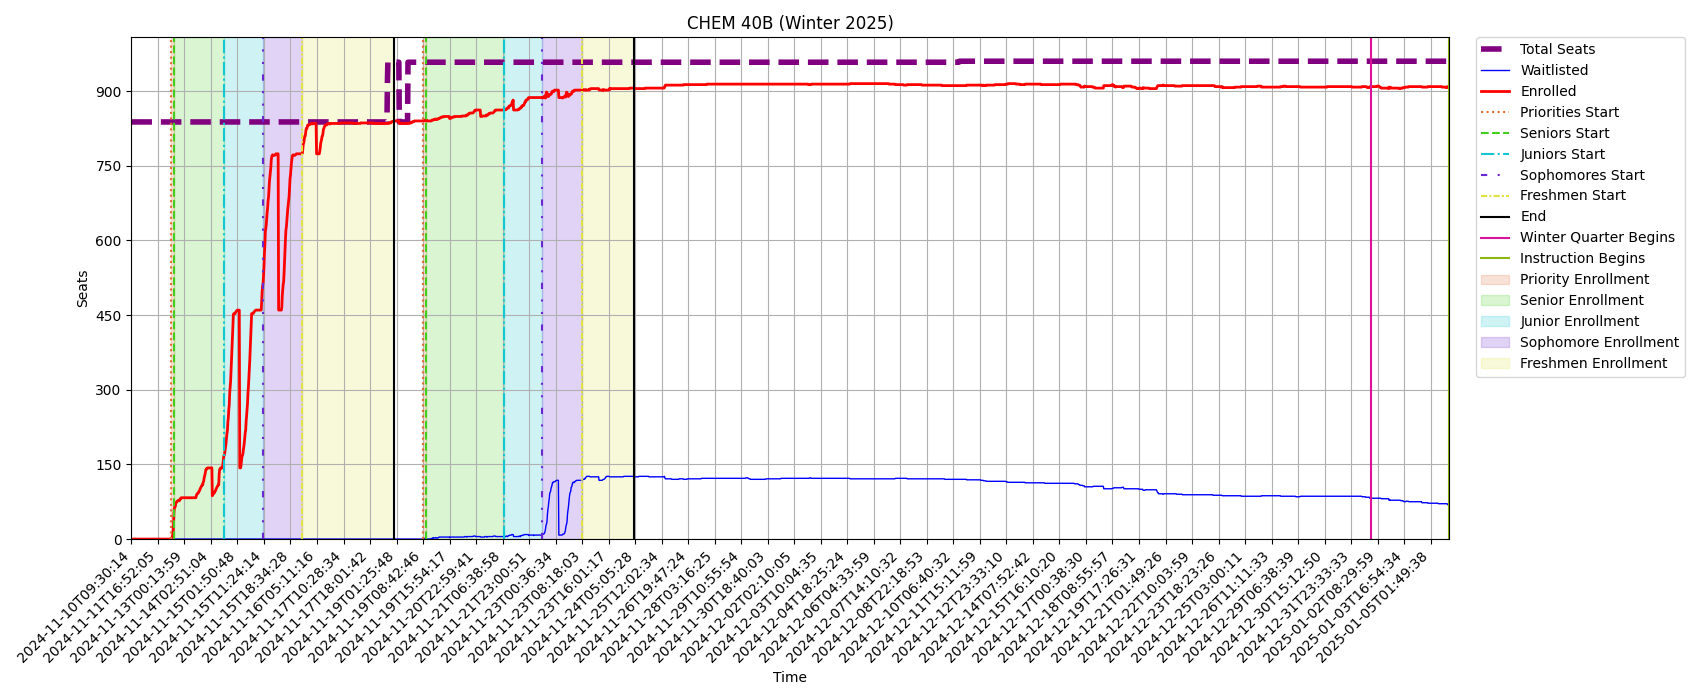 CHEM 40B (Winter 2025)
Seats
900
750
600
450
300
150
0
2024-11-10T09:30:14
2024-11-11T16:52:05
2024-11-13T00:13:59
2024-11-14T02:51:04
2024-11-15T01:50:48
2024-11-15T11:24:14
2024-11-15T18:34:28
2024-11-16T05:11:16
2024-11-17T10:28:34
2024-11-17T18:01:42
2024-11-19T01:25:48
2024-11-19T08:42:46
2024-11-19T15:54:17
2024-11-20T22:59:41
2024-11-21T06:38:58
2024-11-21T23:00:51
2024-11-23T00:36:34
2024-11-23T08:18:03
2024-11-23T16:01:17
2024-11-24T05:05:28
2024-11-25T12:02:34
2024-11-26T19:47:24
2024-11-28T03:16:25
2024-11-29T10:55:54
2024-11-30T18:40:03
2024-12-02T02:10:05
2024-12-03T10:04:35
2024-12-04T18:25:24
2024-12-06T04:33:59
2024-12-07T14:10:32
2024-12-08T22:18:53
2024-12-10T06:40:32
2024-12-11T15:11:59
2024-12-12T23:33:10
2024-12-14T07:52:42
2024-12-15T16:10:20
2024-12-17T00:38:30
2024-12-18T08:55:57
2024-12-19T17:26:31
2024-12-21T01:49:26
2024-12-22T10:03:59
2024-12-23T18:23:26
2024-12-25T03:00:11
2024-12-26T11:11:33
2024-12-29T06:38:39
2024-12-30T15:12:50
2024-12-31T23:33:33
2025-01-02T08:29:59
2025-01-03T16:54:34
2025-01-05T01:49:38
Time
Total Seats
Waitlisted
Enrolled
Priorities Start
Seniors Start
Juniors Start
Sophomores Start
Freshmen Start
End
Winter Quarter Begins
Instruction Begins
Priority Enrollment
Senior Enrollment
Junior Enrollment
Sophomore Enrollment
Freshmen Enrollment